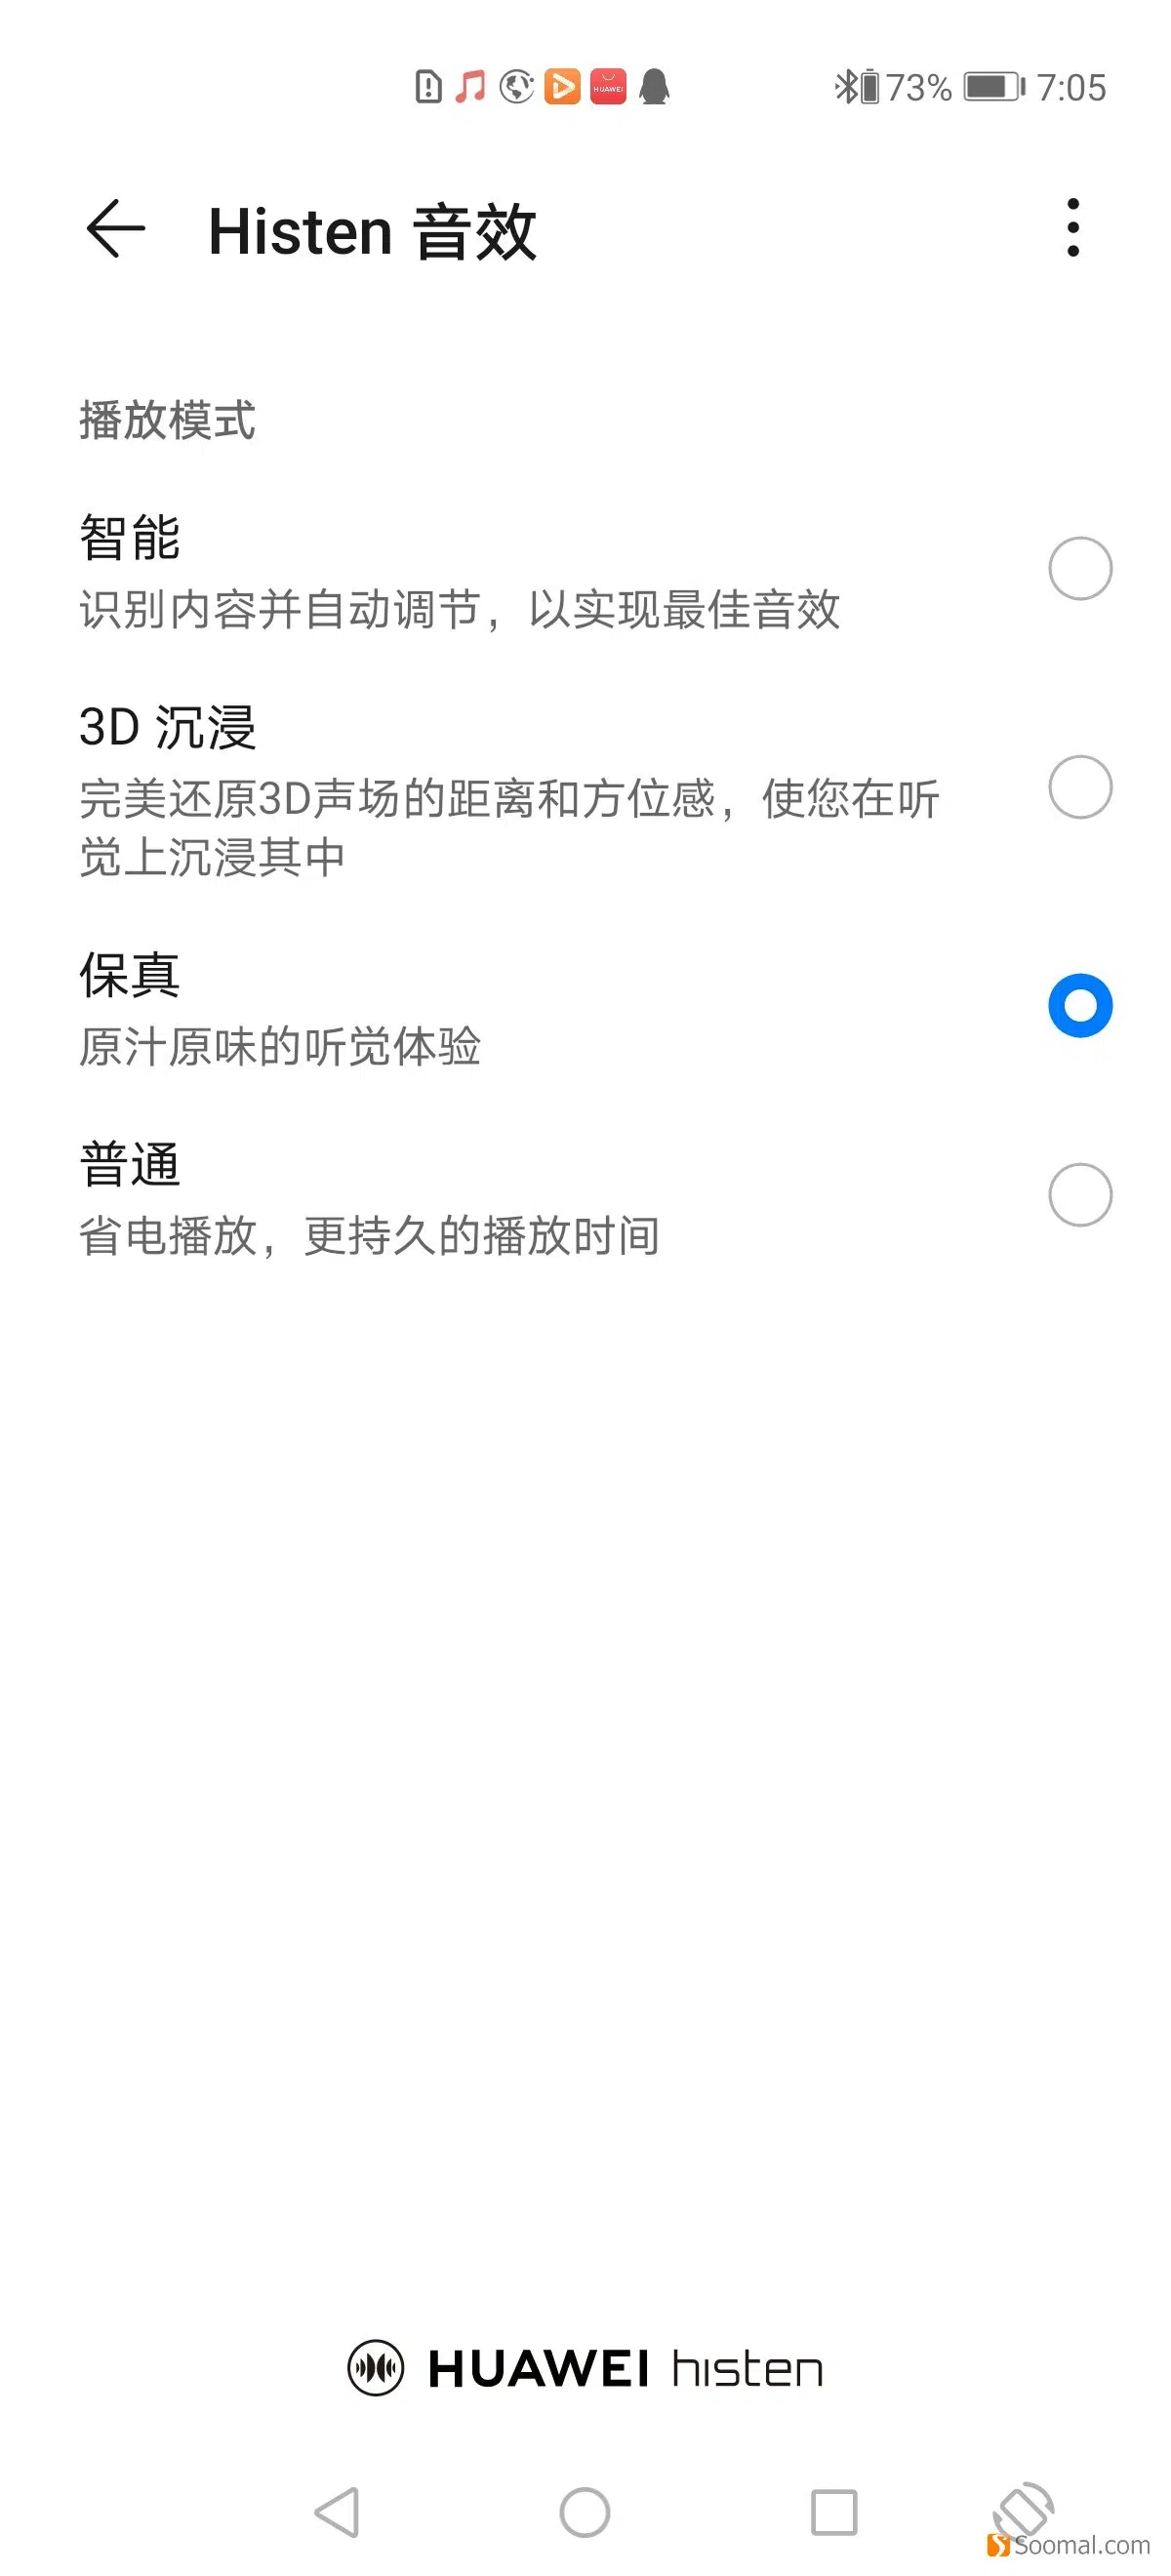 73% 7:05
HUAWEI
Histen 音效
播放模式
智能
识别内容并自动调节，以实现最佳音效
3D 沉浸
完美还原3D声场的距离和方位感，使您在听
觉上沉浸其中
保真
原汁原味的听觉体验
普通
省电播放，更持久的播放时间
HUAWEI histen
Soomal.com